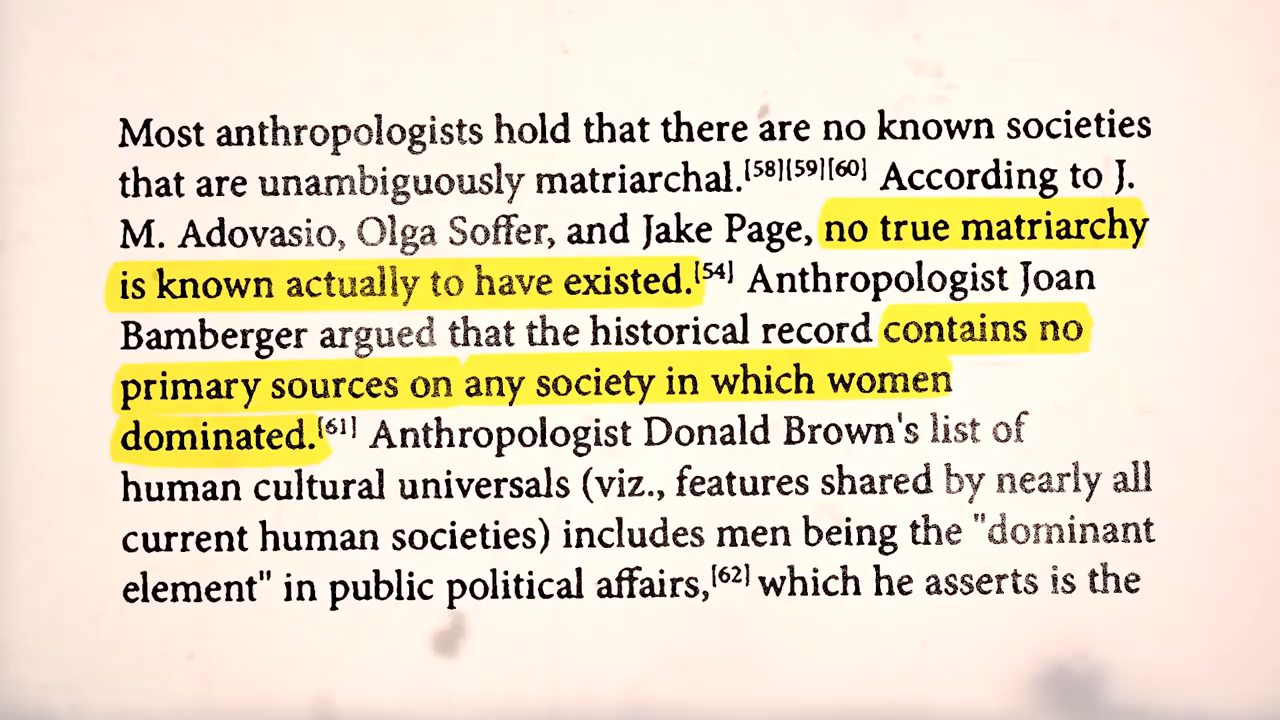 Most anthropologists hold that there are no known societies
that are unambiguously matriarchal.[58][59][60] According to J.
M. Adovasio, Olga Soffer, and Jake Page, no true matriarchy
is known actually to have existed.[54] Anthropologist Joan
Bamberger argued that the historical record contains no
primary sources on any society in which women
dominated.[61] Anthropologist Donald Brown's list of
human cultural universals (viz., features shared by nearly all
current human societies) includes men being the "dominant
element" in public political affairs,[62] which he asserts is the